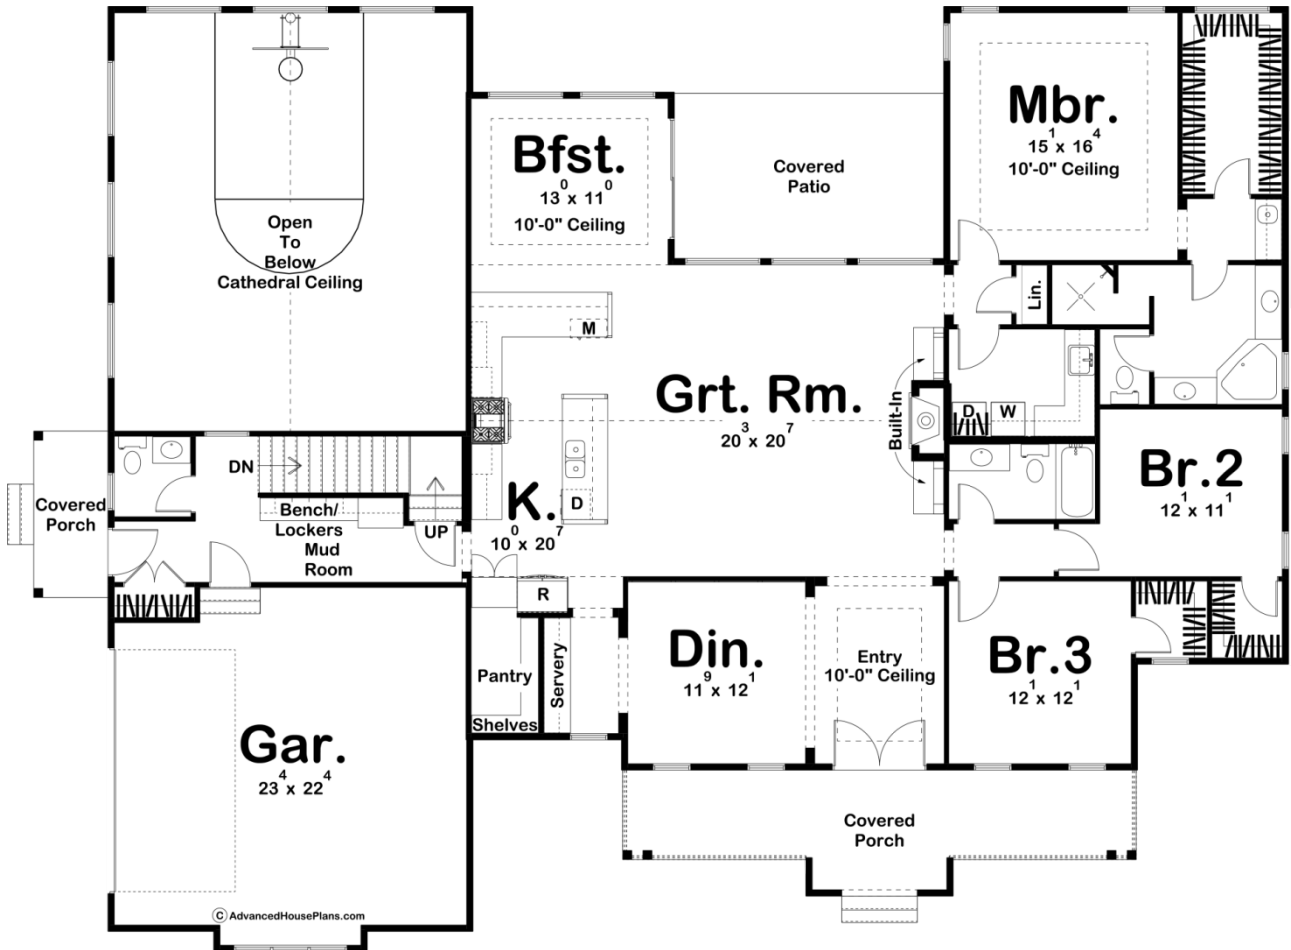 Open
To
Below
Cathedral Ceiling
Bfst.
13⁰ x 11⁰
10'-0" Ceiling
Covered
Patio
Mbr.
15¹ x 16⁴
10'-0" Ceiling
Lin.
M
Grt. Rm.
20³ x 20⁷
Built-In
D W
Br.2
12¹ x 11¹
DN
UP
Bench/
Lockers
Mud
Room
Covered
Porch
K.
10⁰ x 20⁷
D
R
Pantry
Shelves
Servery
Din.
11⁹ x 12¹
Entry
10'-0" Ceiling
Br.3
12¹ x 12¹
Gar.
23⁴ x 22⁴
Covered
Porch
© AdvancedHousePlans.com